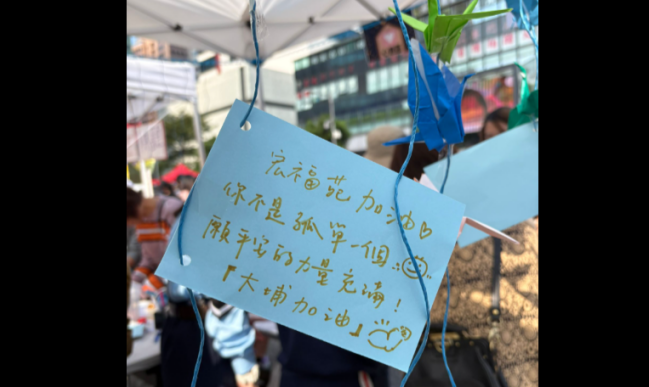 宏福苑加油♡
你不是孤單一個..
願平安的力量充滿!
『大埔加油』